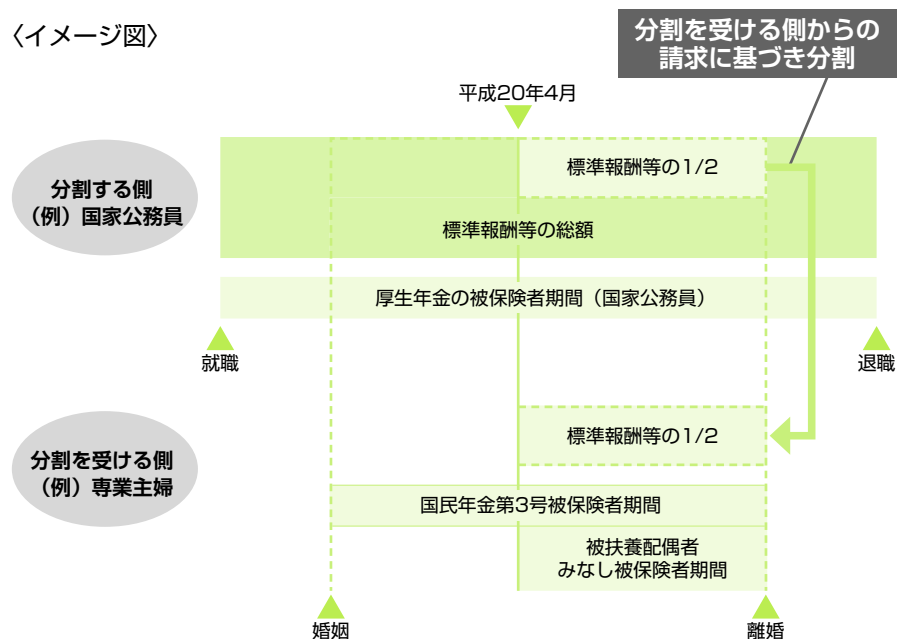 〈イメージ図〉
分割を受ける側からの
請求に基づき分割
平成20年4月
分割する側
（例）国家公務員
標準報酬等の1/2
標準報酬等の総額
厚生年金の被保険者期間（国家公務員）
就職
退職
分割を受ける側
（例）専業主婦
標準報酬等の1/2
国民年金第3号被保険者期間
被扶養配偶者
みなし被保険者期間
婚姻
離婚